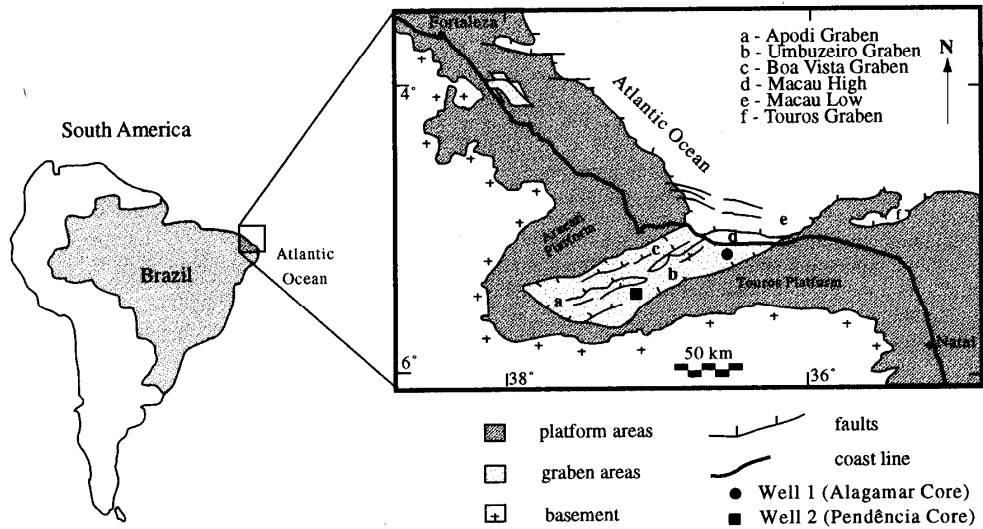 South America
Brazil
Atlantic
Ocean
Fortaleza
a - Apodi Graben
b - Umbuzeiro Graben
c - Boa Vista Graben
d - Macau High
e - Macau Low
f - Touros Graben
N
4°
Atlantic Ocean
Platform
e
f
d
c
b
a
Touros Platform
Natal
50 km
6°
38°
36°
platform areas
graben areas
basement
faults
coast line
Well 1 (Alagamar Core)
Well 2 (Pendência Core)